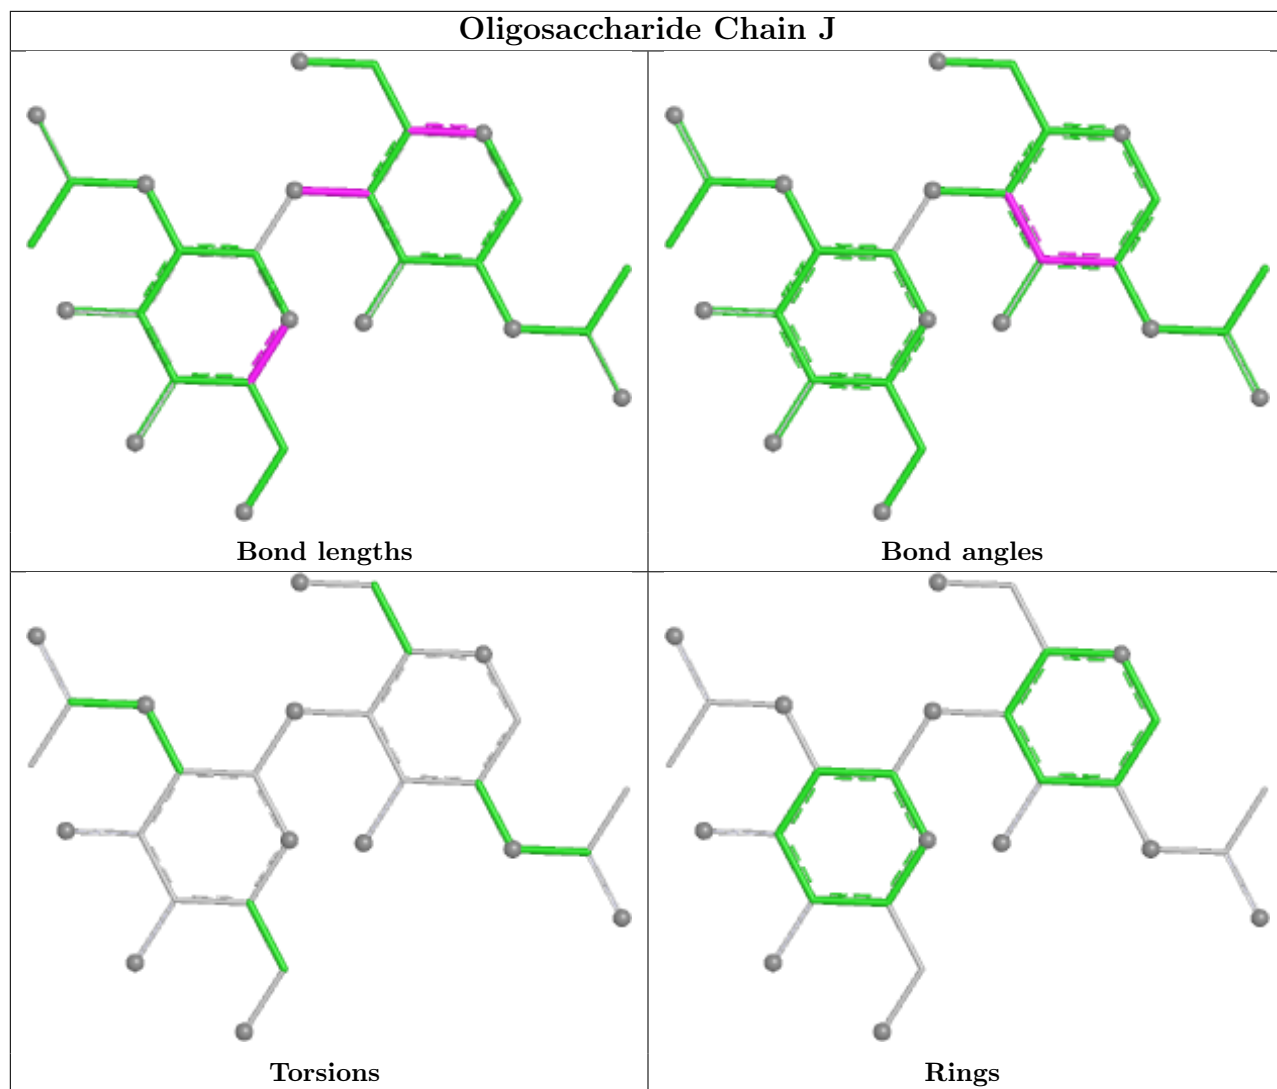 Oligosaccharide Chain J
Bond lengths
Bond angles
Torsions
Rings